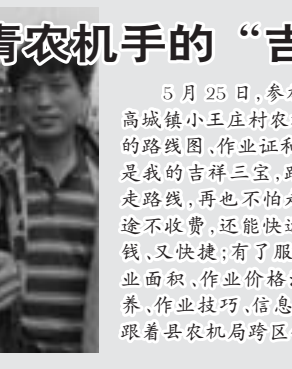 青农机手的“吉
5月25日,参
高城镇小王庄村农
的路线图、作业证和
是我的吉祥三宝,跟
走路线,再也不怕
途不收费,还能快
钱、又快捷;有了服
业面积、作业价格
养、作业技巧、信息
跟着县农机局跨区